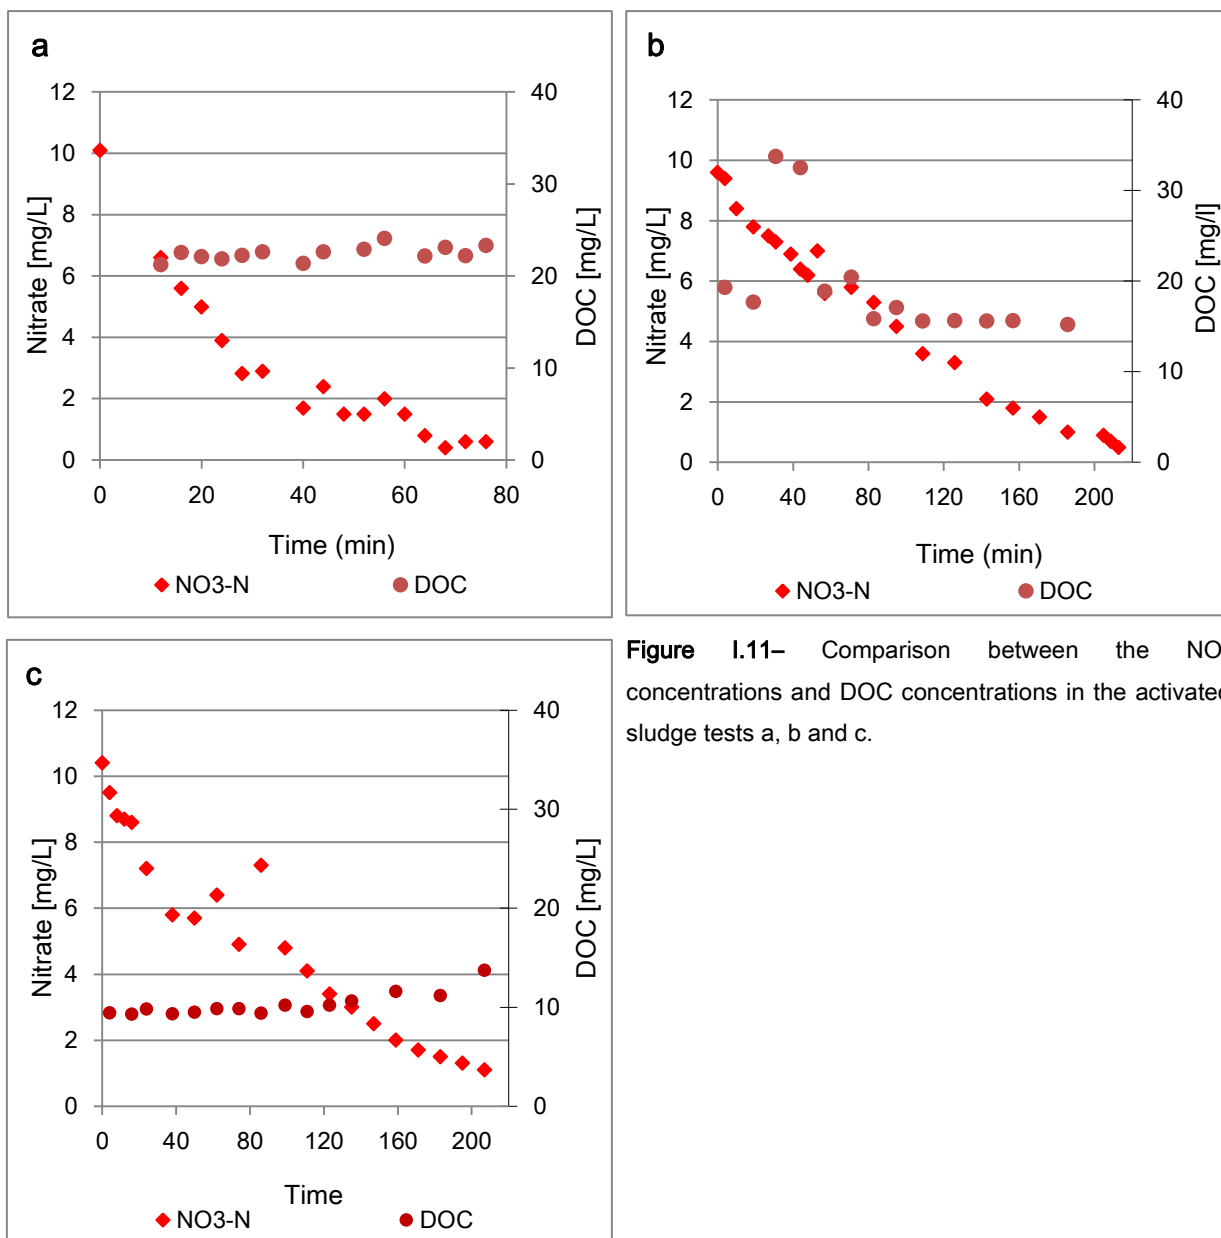 a
12
10
8
6
4
2
0
40
30
20
10
0
0 20 40 60 80
Nitrate [mg/L]
DOC [mg/L]
Time (min)
NO3-N DOC
b
12
10
8
6
4
2
0
40
30
20
10
0
0 40 80 120 160 200
Nitrate [mg/L]
DOC [mg/l]
Time (min)
NO3-N DOC
c
12
10
8
6
4
2
0
40
30
20
10
0
0 40 80 120 160 200
Nitrate [mg/L]
DOC [mg/L]
Time
NO3-N DOC
Figure I.11– Comparison between the NO
concentrations and DOC concentrations in the activated
sludge tests a, b and c.